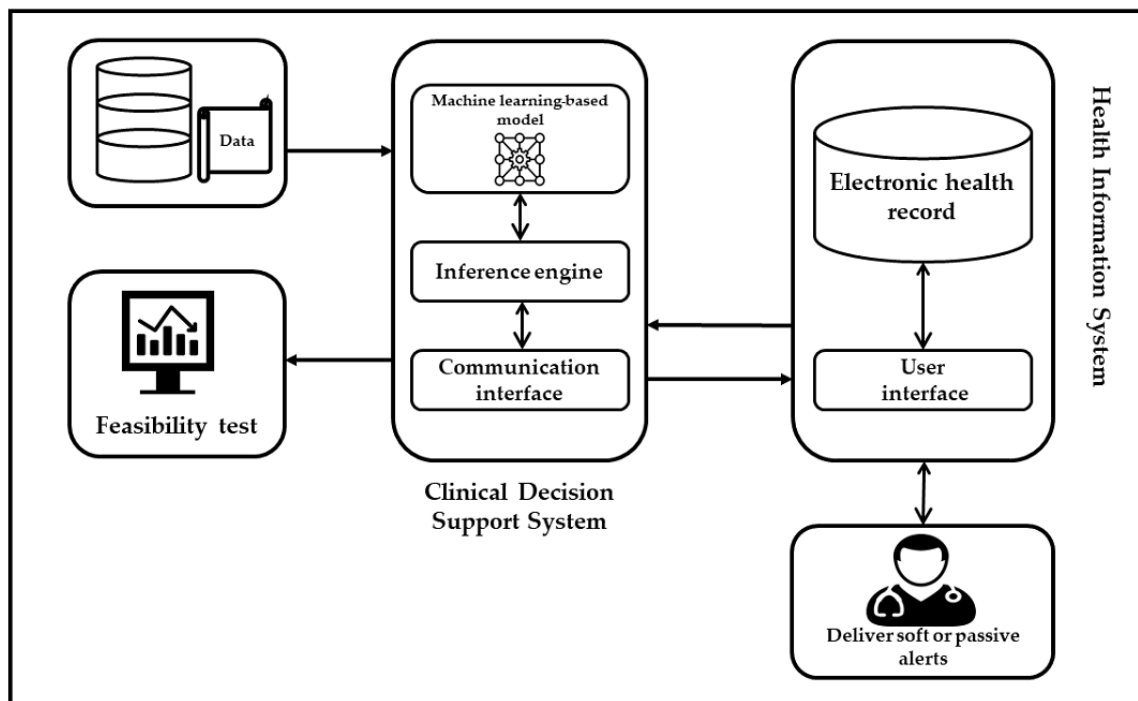 Data
Machine learning-based
model
Inference engine
Communication
interface
Clinical Decision
Support System
Feasibility test
Electronic health
record
User
interface
Health Information System
Deliver soft or passive
alerts